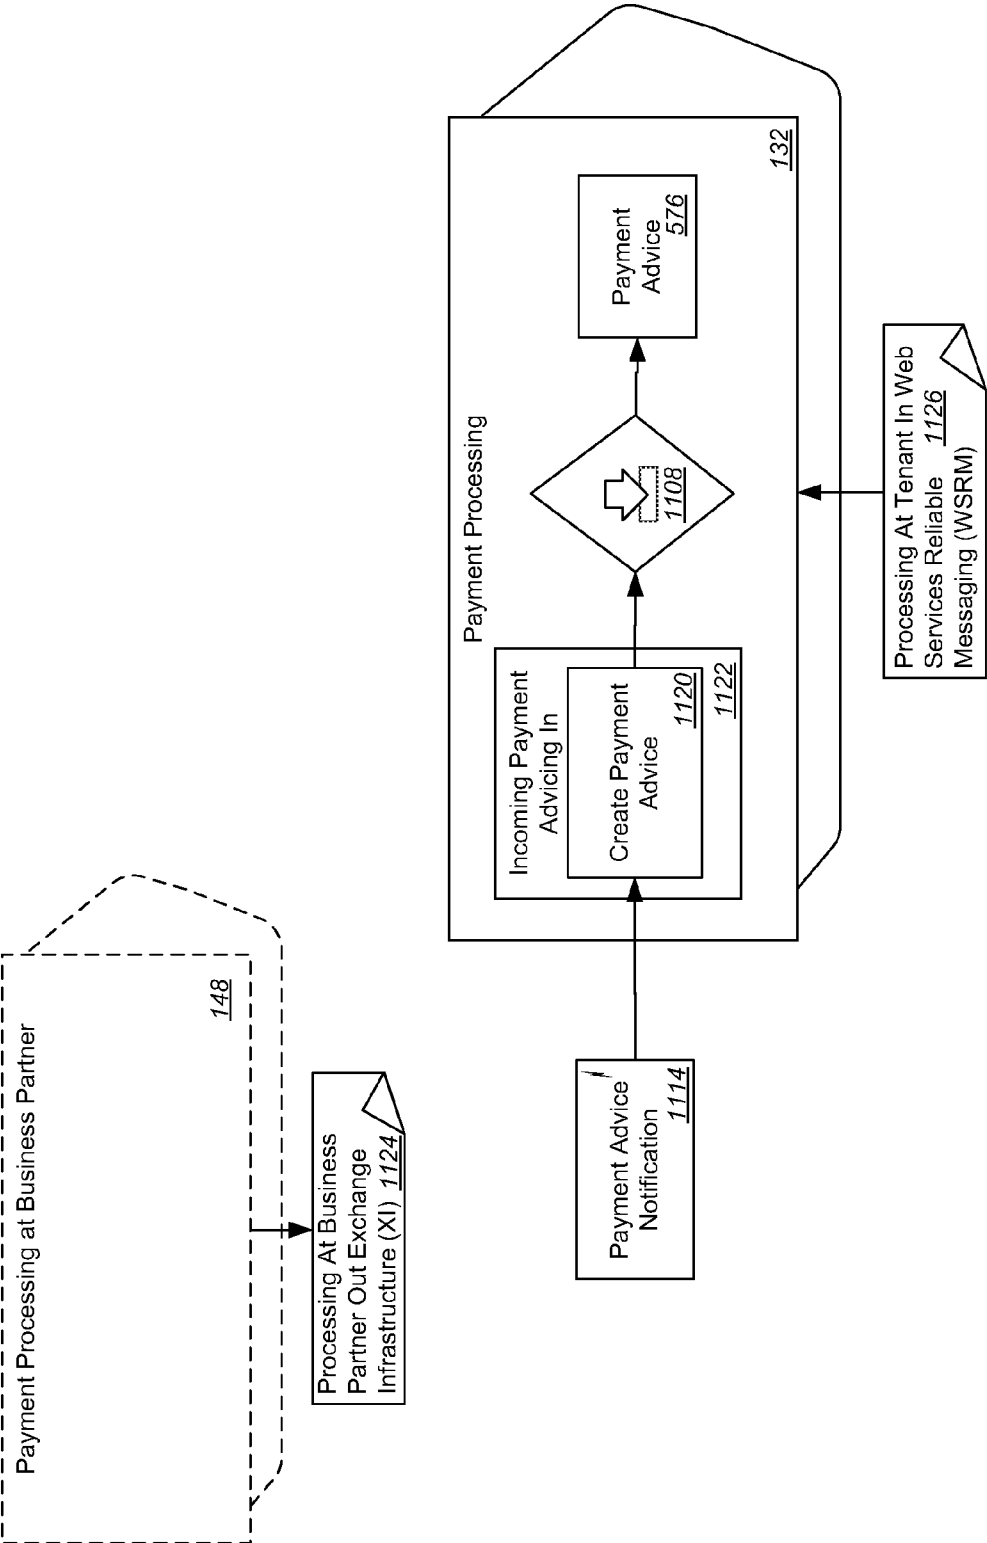 Payment Processing at Business Partner
148
Processing At Business
Partner Out Exchange
Infrastructure (XI) 1124
Payment Advice
Notification
1114
Payment Processing
132
Incoming Payment
Advicing In
Create Payment
Advice
1120
1122
1108
Payment
Advice
576
Processing At Tenant In Web
Services Reliable 1126
Messaging (WSRM)